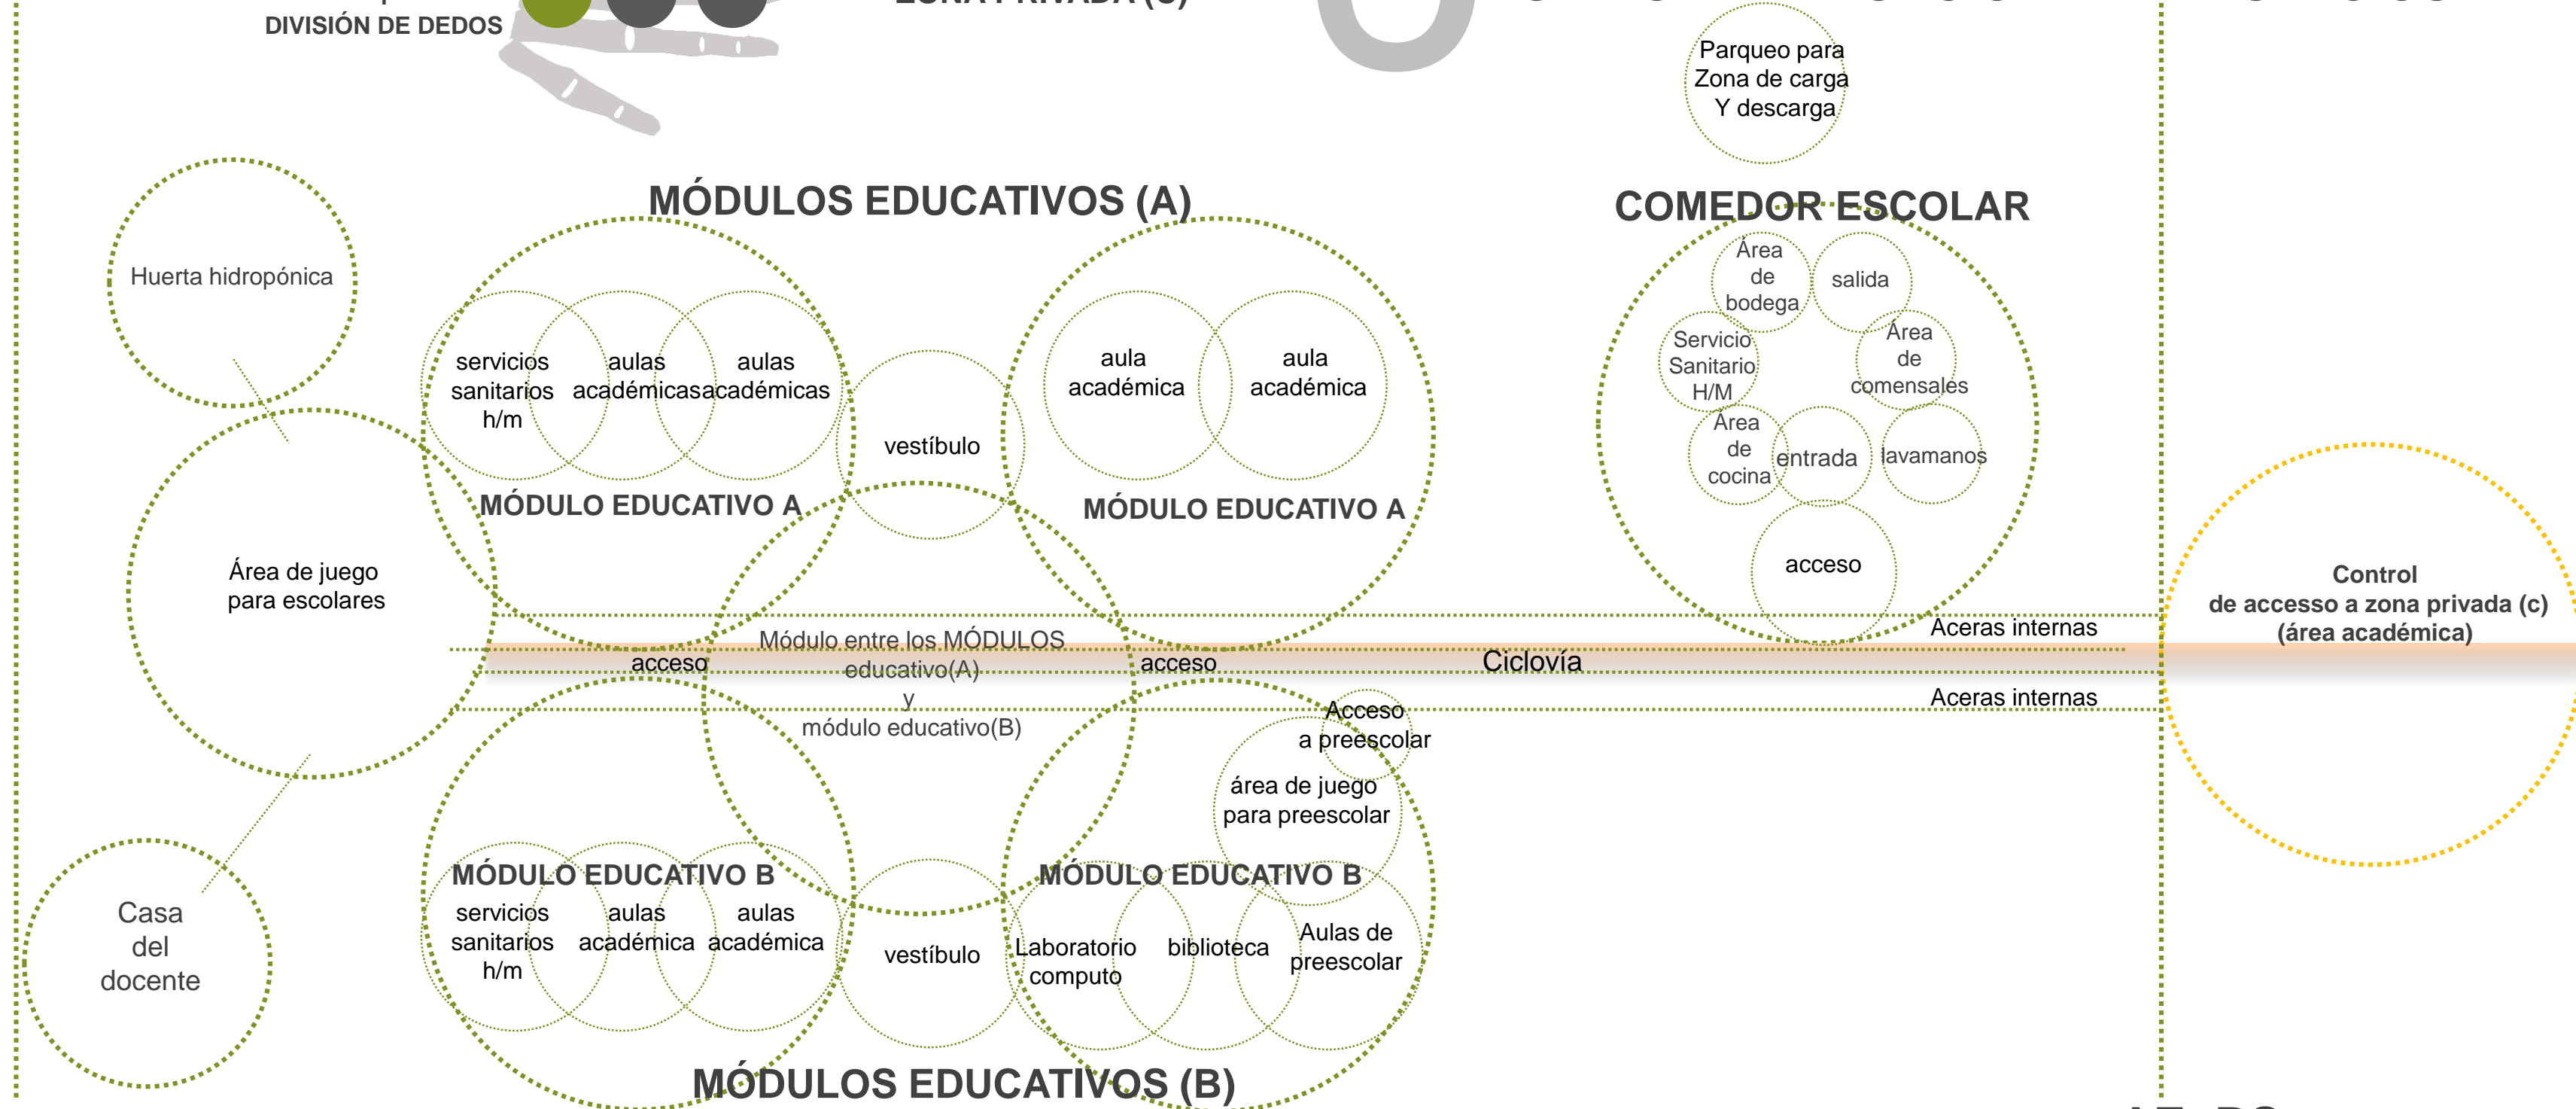 DIVISIÓN DE DEDOS
ZONA PRIVADA (C)
Parqueo para
Zona de carga
Y descarga
MÓDULOS EDUCATIVOS (A)
COMEDOR ESCOLAR
Huerta hidropónica
servicios
sanitarios
h/m
aulas
académicas
aulas
académicas
MÓDULO EDUCATIVO A
vestíbulo
aula
académica
aula
académica
MÓDULO EDUCATIVO A
Área
de
bodega
salida
Servicio
Sanitario
H/M
Área
de
comensales
Área
de
cocina
entrada
lavamanos
acceso
Área de juego
para escolares
Control
de accesso a zona privada (c)
(área académica)
Aceras internas
Módulo entre los MÓDULOS
educativo(A)
y
módulo educativo(B)
acceso
acceso
Ciclovía
Aceras internas
Acceso
a preescolar
área de juego
para preescolar
MÓDULO EDUCATIVO B
servicios
sanitarios
h/m
aulas
académica
aulas
académica
vestíbulo
MÓDULO EDUCATIVO B
Laboratorio
computo
biblioteca
Aulas de
preescolar
Casa
del
docente
MÓDULOS EDUCATIVOS (B)